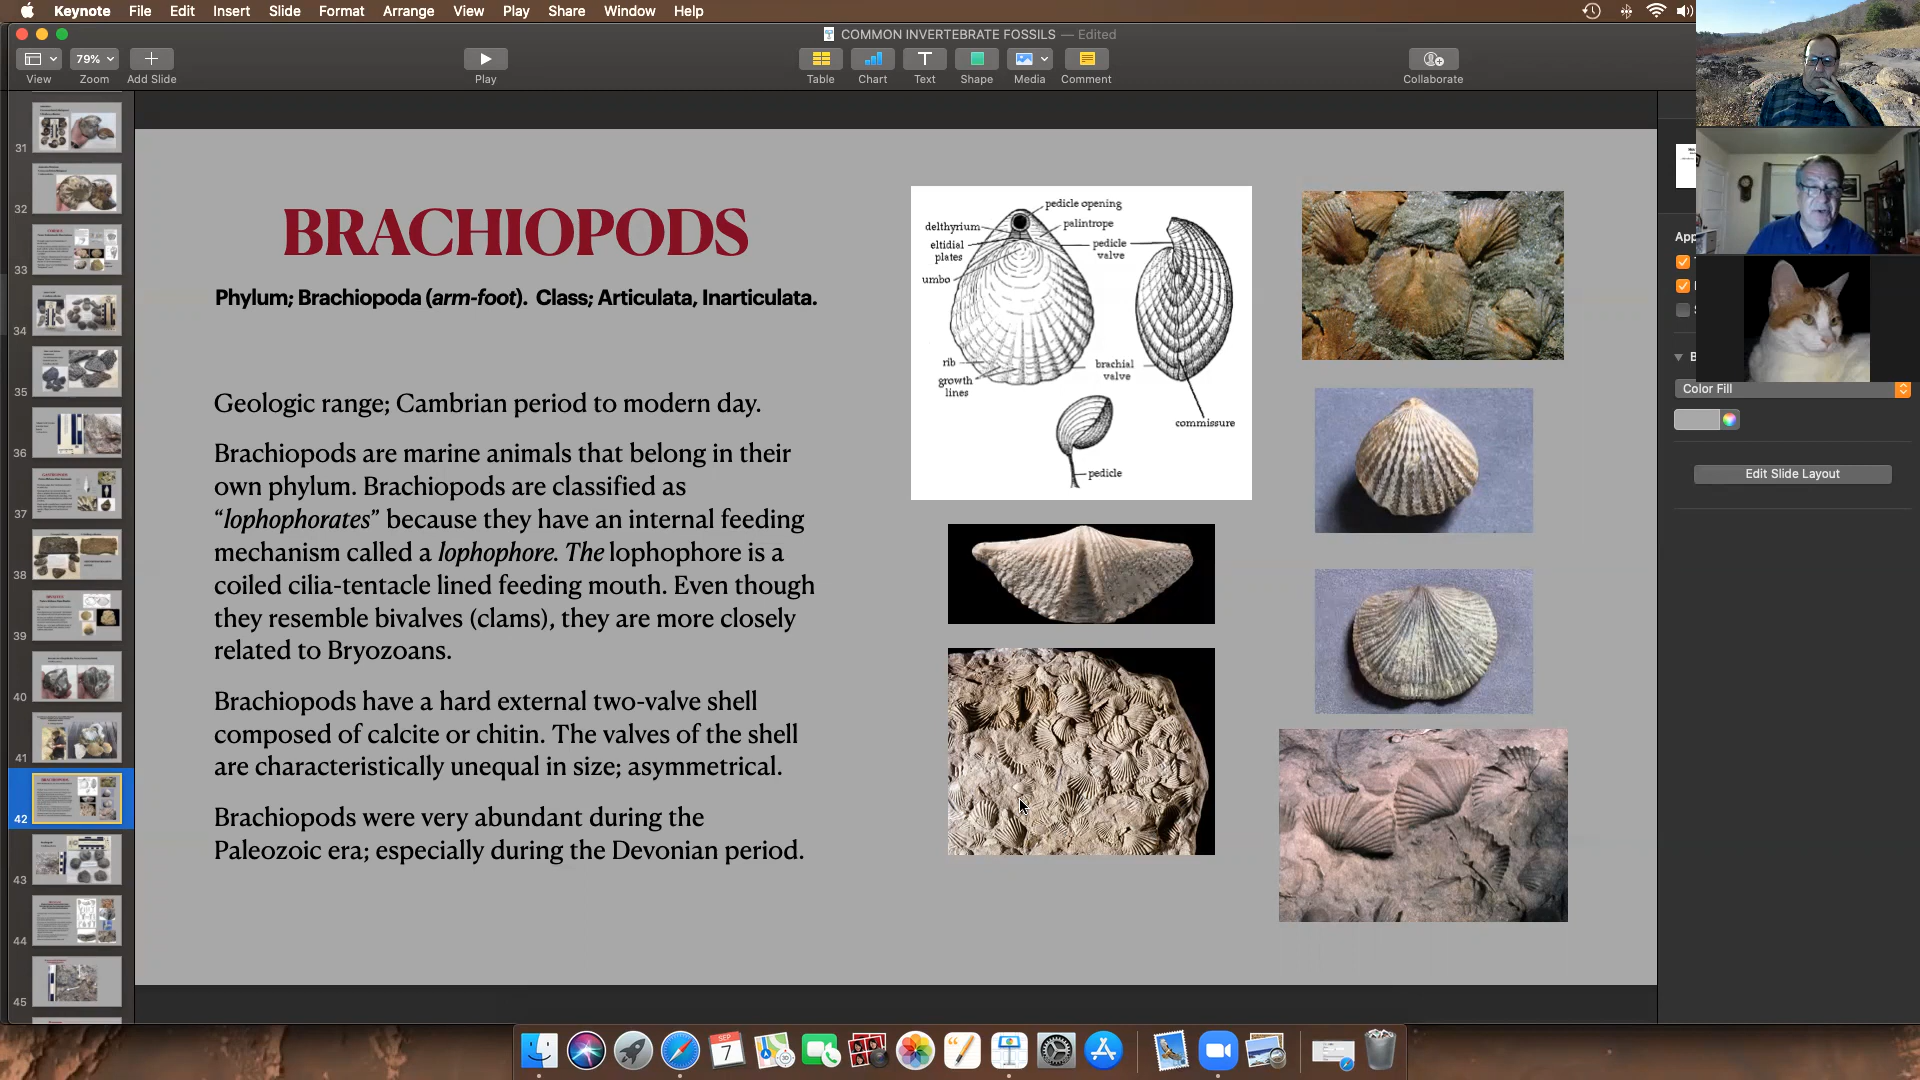 Keynote File Edit Insert Slide Format Arrange View Play Share Window Help
COMMON INVERTEBRATE FOSSILS — Edited
79%
View Zoom Add Slide Play Table Chart Text Shape Media Comment Collaborate
31
32
33
34
35
36
37
38
39
40
41
42
43
44
45
BRACHIOPODS
Phylum; Brachiopoda (arm-foot). Class; Articulata, Inarticulata.
Geologic range; Cambrian period to modern day.
Brachiopods are marine animals that belong in their
own phylum. Brachiopods are classified as
“lophophorates” because they have an internal feeding
mechanism called a lophophore. The lophophore is a
coiled cilia-tentacle lined feeding mouth. Even though
they resemble bivalves (clams), they are more closely
related to Bryozoans.
Brachiopods have a hard external two-valve shell
composed of calcite or chitin. The valves of the shell
are characteristically unequal in size; asymmetrical.
Brachiopods were very abundant during the
Paleozoic era; especially during the Devonian period.
pedicle opening
delthyrium
palintrope
eltidial
plates
pedicle
valve
umbo
rib
growth
lines
brachial
valve
commissure
pedicle
App
B
Color Fill
Edit Slide Layout
SEP
7